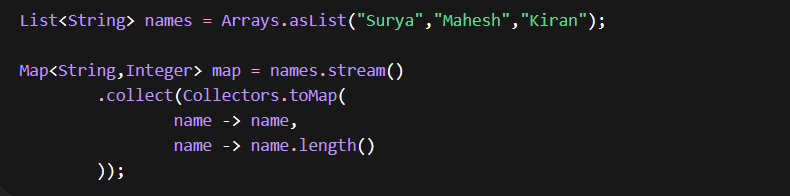 List<String> names = Arrays.asList("Surya","Mahesh","Kiran");
Map<String,Integer> map = names.stream()
.collect(Collectors.toMap(
name -> name,
name -> name.length()
));